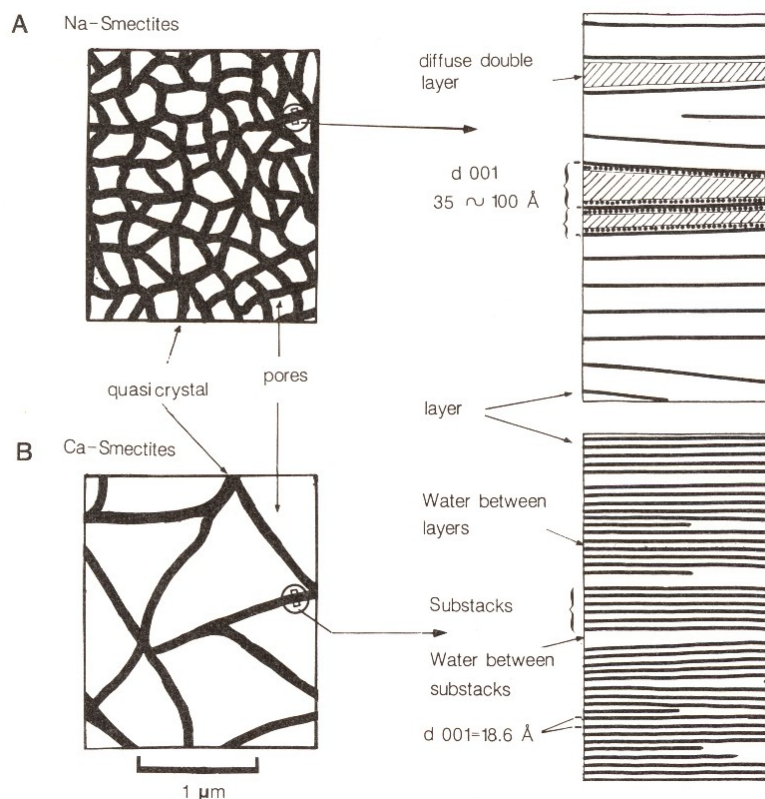 A
Na-Smectites
diffuse double
layer
d 001
35 ~ 100 Å
quasi crystal
pores
layer
B
Ca-Smectites
Water between
layers
Substacks
Water between
substacks
d 001=18.6 Å
1 µm